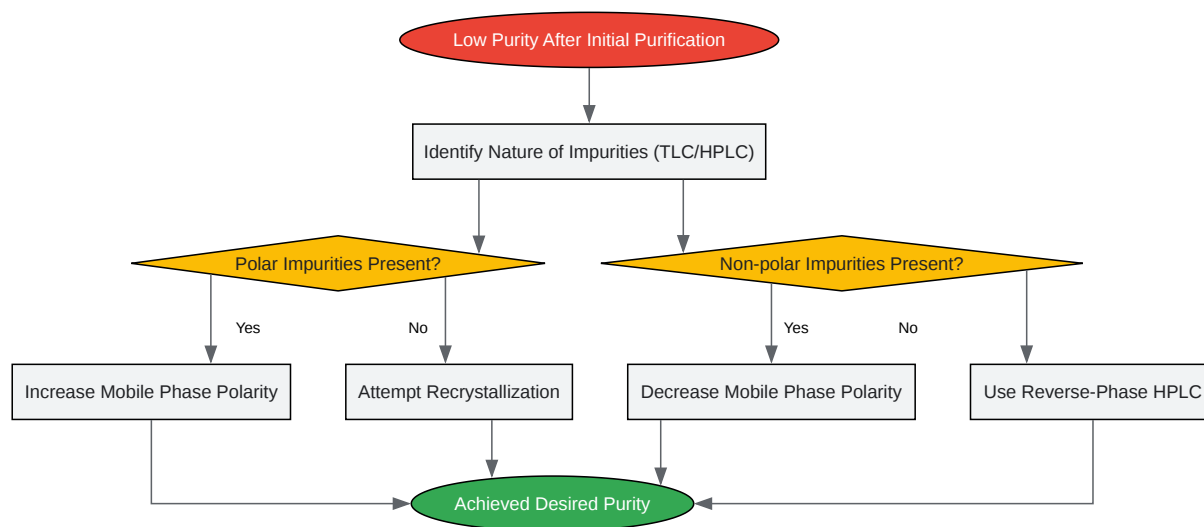 Low Purity After Initial Purification
Identify Nature of Impurities (TLC/HPLC)
Polar Impurities Present?
Non-polar Impurities Present?
Yes
No
Yes
No
Increase Mobile Phase Polarity
Attempt Recrystallization
Decrease Mobile Phase Polarity
Use Reverse-Phase HPLC
Achieved Desired Purity